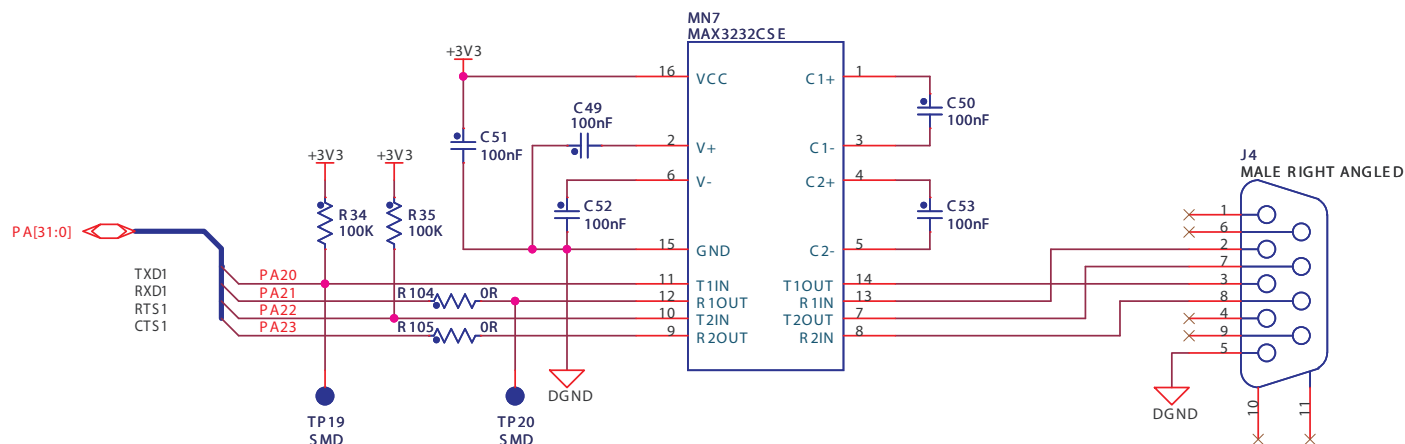 MN7
MAX3232CSE
+3V3
16 VCC
C1+ 1
C51
100nF
C49
100nF
C50
100nF
2 V+
C1- 3
6 V-
C2+ 4
C52
100nF
C53
100nF
15 GND
C2- 5
+3V3
+3V3
R34
100K
R35
100K
PA[31:0]
TXD1
RXD1
RTS1
CTS1
PA20
PA21
PA22
PA23
R104 0R
R105 0R
11 T1IN
12 R1OUT
10 T2IN
9 R2OUT
T1OUT 14
R1IN 13
T2OUT 7
R2IN 8
TP19
SMD
TP20
SMD
DGND
J4
MALE RIGHT ANGLED
1
6
2
7
3
8
4
9
5
DGND
10
11